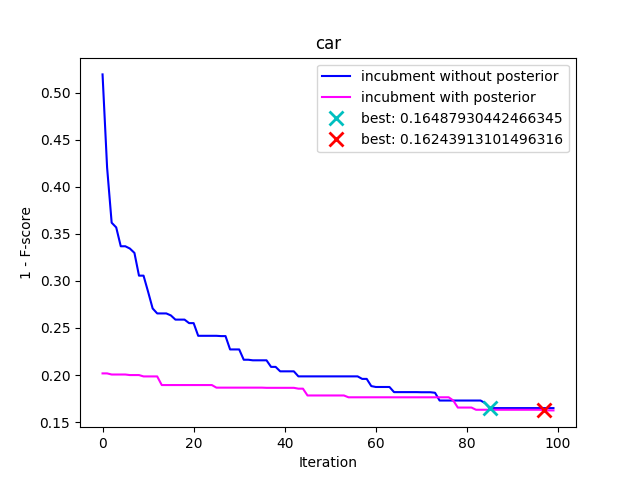 car
incubment without posterior
incubment with posterior
best: 0.16487930442466345
best: 0.16243913101496316
0.50
0.45
0.40
0.35
0.30
0.25
0.20
0.15
1 - F-score
0
20
40
60
80
100
Iteration